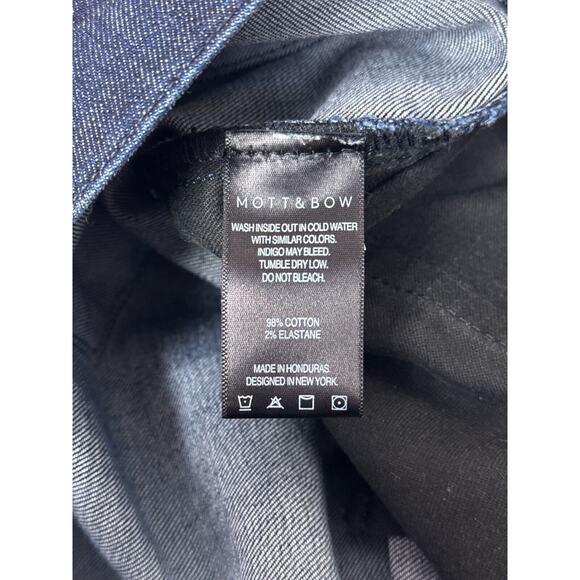 MOTT & BOW
WASH INSIDE OUT IN COLD WATER
WITH SIMILAR COLORS.
INDIGO MAY BLEED.
TUMBLE DRY LOW.
DO NOT BLEACH.
98% COTTON
2% ELASTANE
MADE IN HONDURAS.
DESIGNED IN NEW YORK.